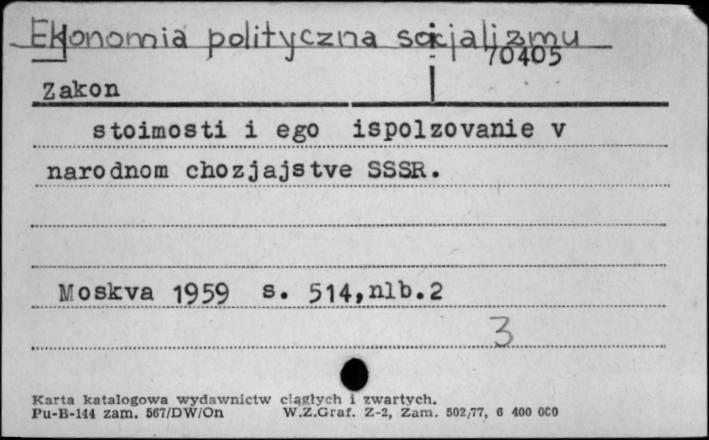 Ekonomia polityczna socjalizmu
70405
Zakon
stoimosti i ego ispolzovanie v
narodnom chozjajstve SSSR.
Moskva 1959 s. 514,nlb.2
3
Karta katalogowa wydawnictw ciągłych i zwartych.
Pu-B-144 zam. 567/DW/On W.Z.Graf. Z-2, Zam. 502/77, 6 400 000